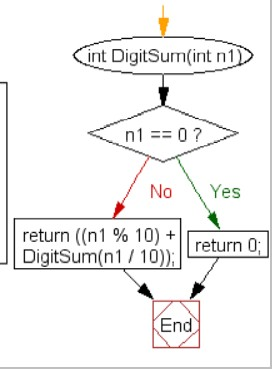 int DigitSum(int n1)
n1 == 0 ?
No
Yes
return ((n1 % 10) +
DigitSum(n1 / 10));
return 0;
End